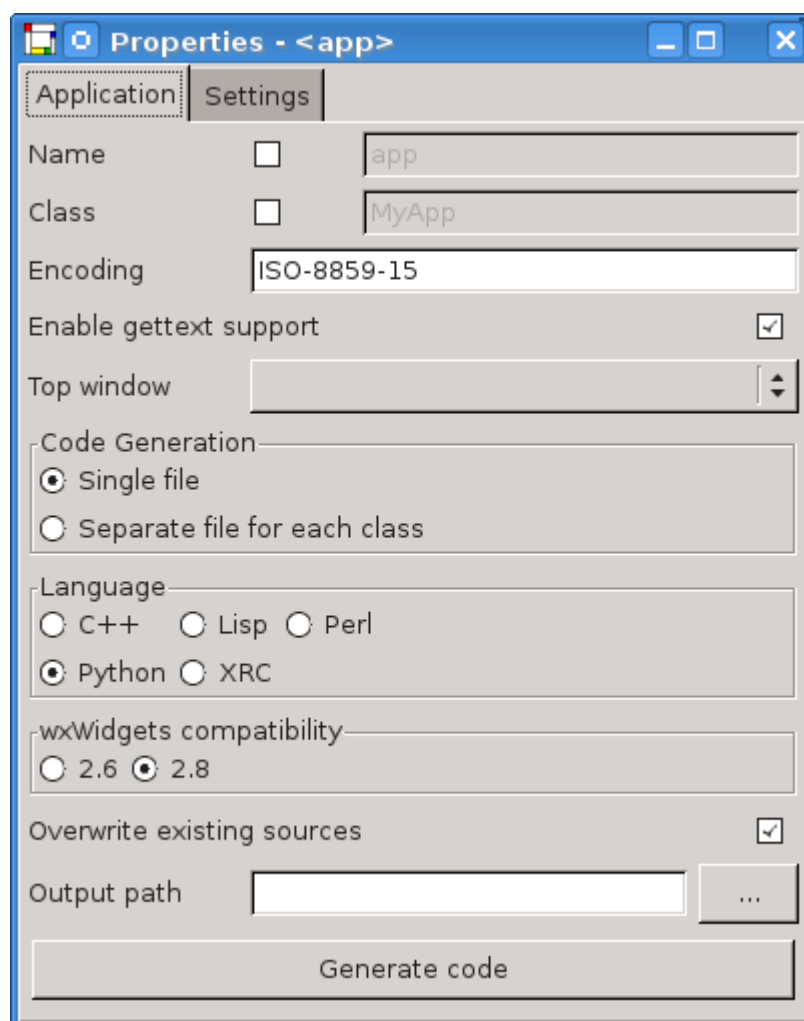 Properties - <app>
Application Settings
Name app
Class MyApp
Encoding ISO-8859-15
Enable gettext support
Top window
Code Generation
Single file
Separate file for each class
Language
C++ Lisp Perl
Python XRC
wxWidgets compatibility
2.6 2.8
Overwrite existing sources
Output path ...
Generate code